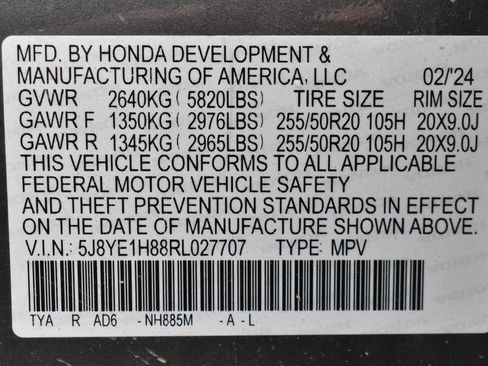 MFD. BY HONDA DEVELOPMENT &
MANUFACTURING OF AMERICA, LLC 02/'24
GVWR 2640KG( 5820LBS) TIRE SIZE RIM SIZE
GAWR F 1350KG( 2976LBS) 255/50R20 105H 20X9.0J
GAWR R 1345KG( 2965LBS) 255/50R20 105H 20X9.0J
THIS VEHICLE CONFORMS TO ALL APPLICABLE
FEDERAL MOTOR VEHICLE SAFETY
AND THEFT PREVENTION STANDARDS IN EFFECT
ON THE DATE OF MANUFACTURE SHOWN ABOVE.
V.I.N.: 5J8YE1H88RL027707 TYPE: MPV
TYA R AD6 -NH885M -A-L